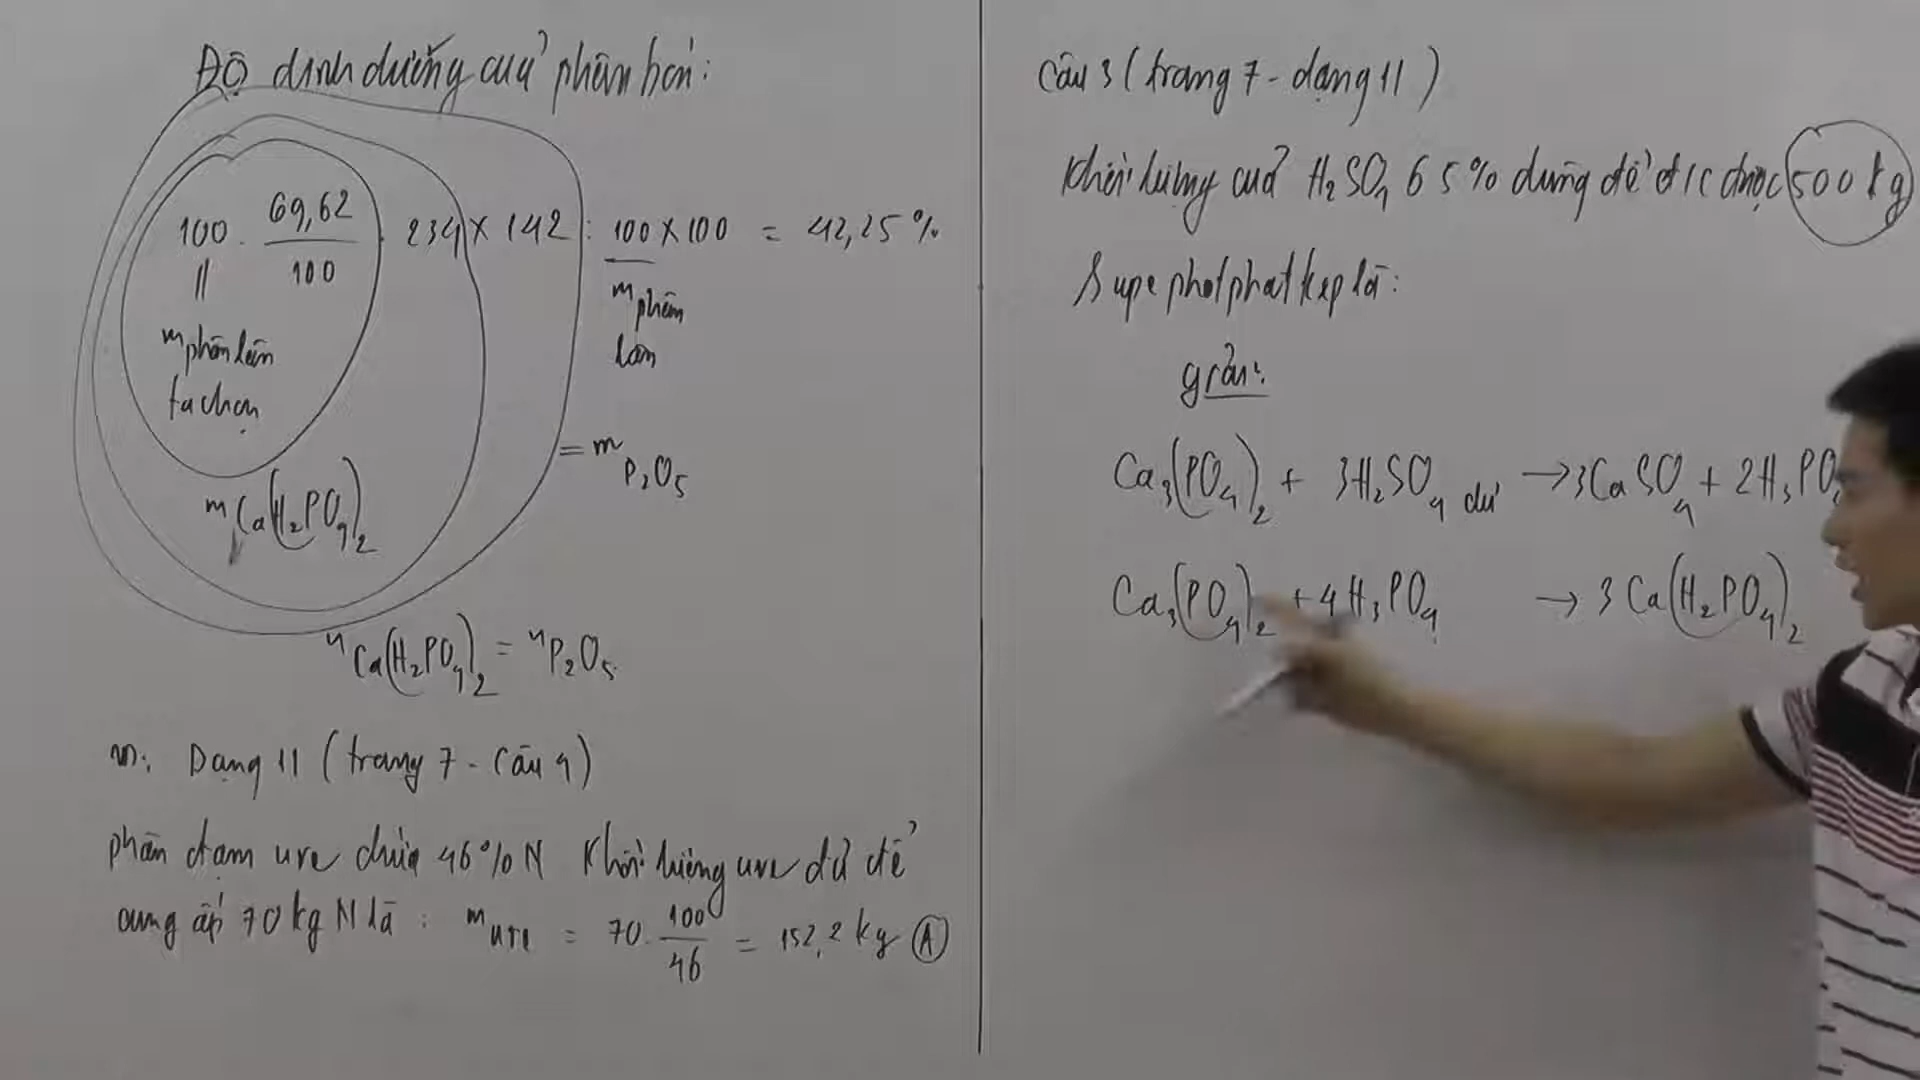 Độ dinh dưỡng của phân bón:
100 . 69,62/100 . 234 x 142 : 100 x 100 = 42,25%
||
m phân lân
ta chọn
m phân
lân
= m P₂O₅
m Ca(H₂PO₄)₂
n Ca(H₂PO₄)₂ = n P₂O₅
Dạng 11 (trang 7 - câu 4)
phân đạm ure chứa 46% N Khối lượng ure đủ để
cung cấp 70 kg N là : m ure = 70 . 100/46 = 152,2 kg (A)
Câu 3 (trang 7 - dạng 11)
Khối lượng của H₂SO₄ 65% dùng để đ/c được 500 kg
Supe photphat kép là:
giải:
Ca₃(PO₄)₂ + 3H₂SO₄ dư → 3CaSO₄ + 2H₃PO
Ca₃(PO₄)₂ + 4H₃PO₄ → 3Ca(H₂PO₄)₂